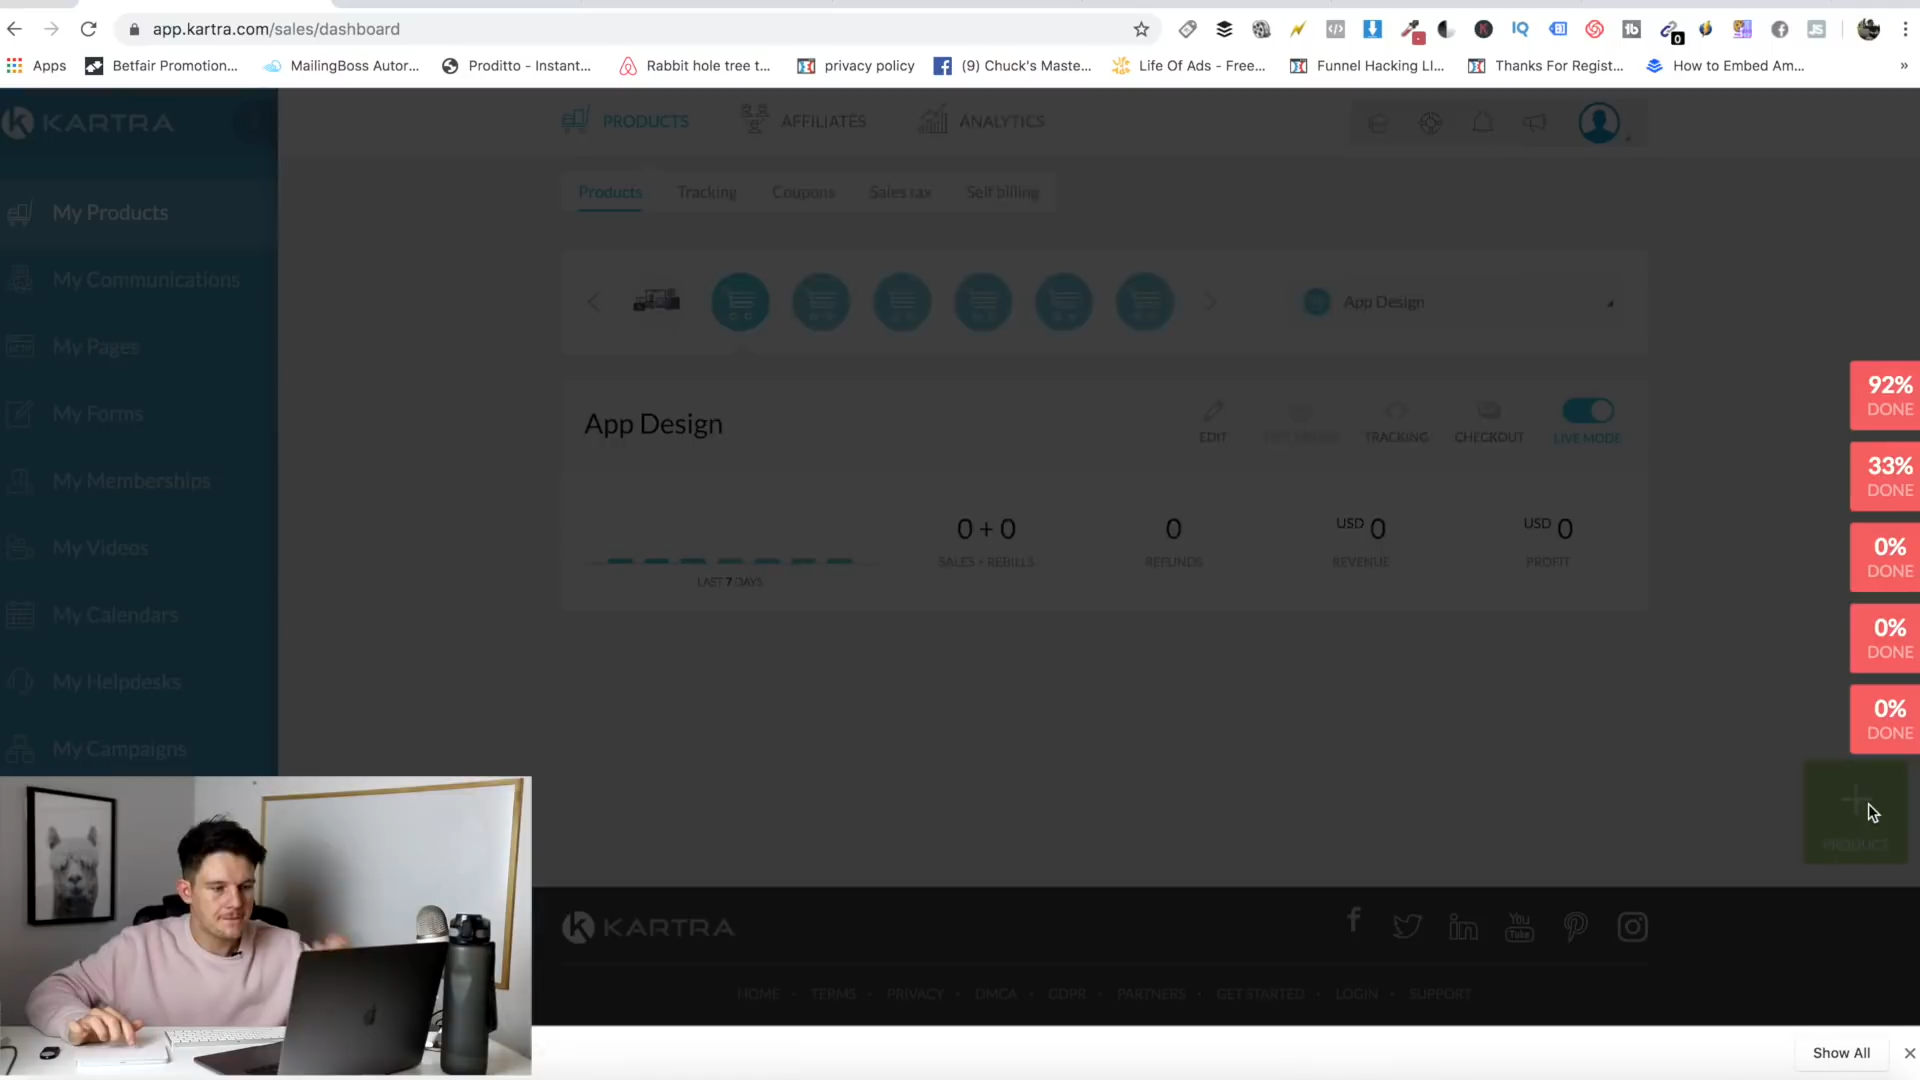 app.kartra.com/sales/dashboard
0
Apps
Betfair Promotion...
MailingBoss Autor...
Proditto - Instant...
Rabbit hole tree t...
privacy policy
(9) Chuck's Maste...
Life Of Ads - Free...
Funnel Hacking LI...
Thanks For Regist...
How to Embed Am...
»
KARTRA
PRODUCTS
AFFILIATES
ANALYTICS
My Products
My Communications
My Pages
My Forms
My Memberships
My Videos
My Calendars
My Helpdesks
My Campaigns
Products
Tracking
Coupons
Sales tax
Self billing
App Design
App Design
EDIT
TRACKING
CHECKOUT
LIVE MODE
LAST 7 DAYS
0 + 0
SALES + REBILLS
0
REFUNDS
USD 0
REVENUE
USD 0
PROFIT
92%
DONE
33%
DONE
0%
DONE
0%
DONE
0%
DONE
PRODUCT
KARTRA
You
Tube
HOME - TERMS - PRIVACY - DMCA - GDPR - PARTNERS - GET STARTED - LOGIN - SUPPORT
Show All